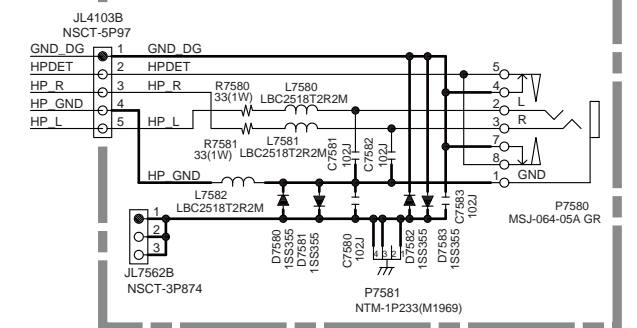 JL4103B
NSCT-5P97
GND_DG 1 GND_DG
HPDET 2 HPDET
HP_R 3 HP_R
HP_GND 4
HP_L 5 HP_L
R7580
33(1W)
L7580
LBC2518T2R2M
R7581
33(1W)
L7581
LBC2518T2R2M
C7581
102J
C7582
102J
5
4
2 L
3 R
7
8
1 GND
HP_GND
L7582
LBC2518T2R2M
C7583
102J
P7580
MSJ-064-05A GR
1
2
3
JL7562B
NSCT-3P874
D7580
1SS355
D7581
1SS355
C7580
102J
4 3 2 1
D7582
1SS355
D7583
1SS355
P7581
NTM-1P233(M1969)